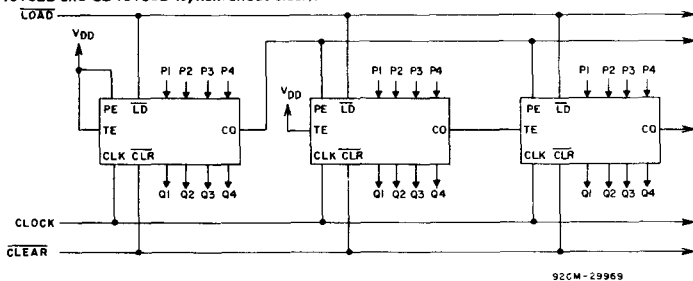 LOAD
VDD
P1 P2 P3 P4
PE LD
TE CO
CLK CLR
Q1 Q2 Q3 Q4
VDD
P1 P2 P3 P4
PE LD
TE CO
CLK CLR
Q1 Q2 Q3 Q4
P1 P2 P3 P4
PE LD
TE CO
CLK CLR
Q1 Q2 Q3 Q4
CLOCK
CLEAR
92CM-29969